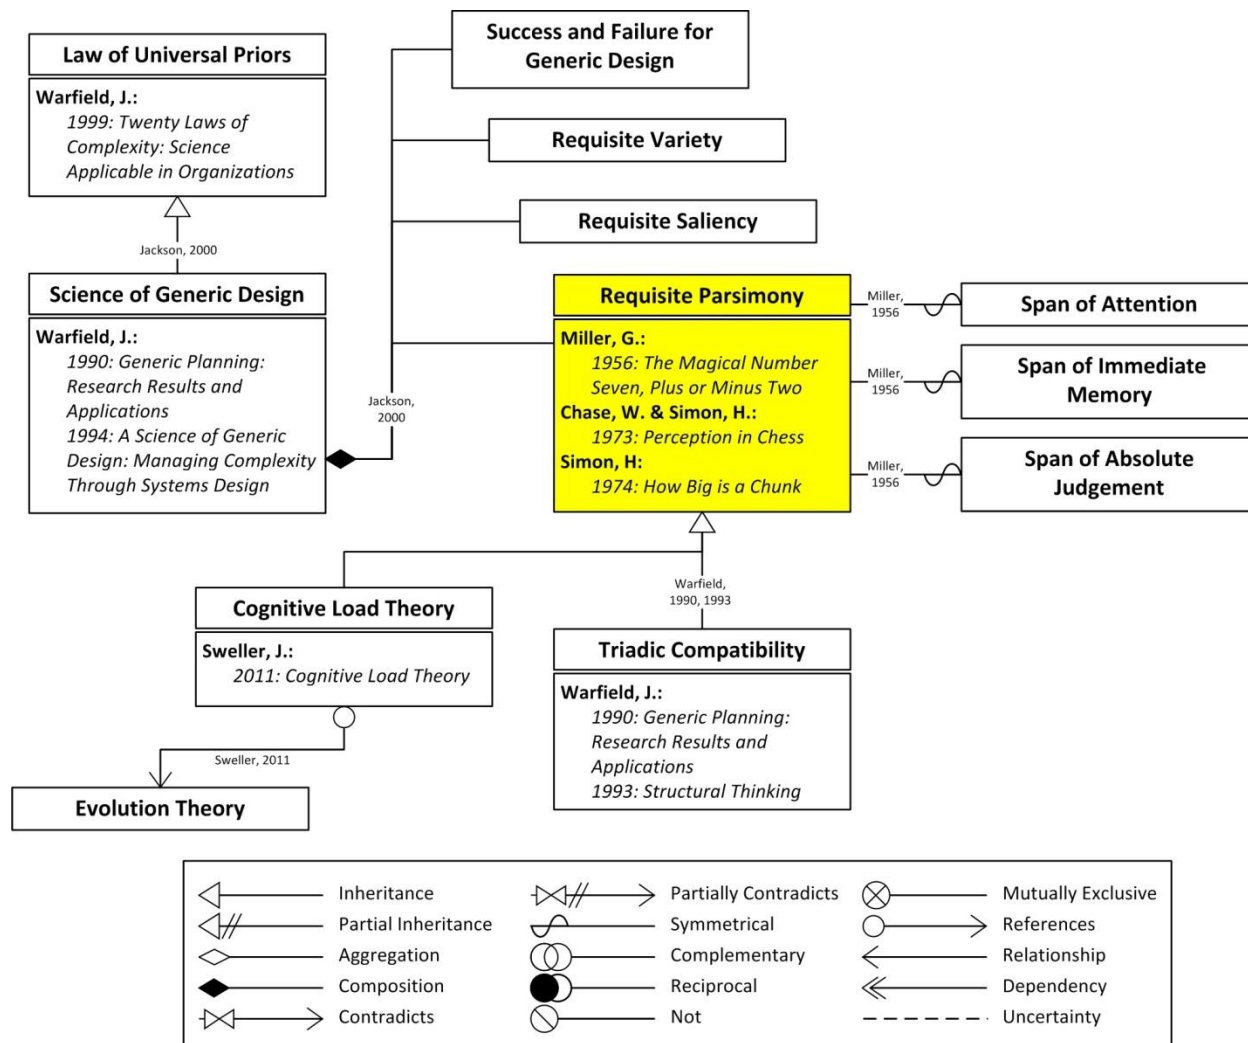 Law of Universal Priors
Warfield, J.:
1999: Twenty Laws of
Complexity: Science
Applicable in Organizations
Jackson, 2000
Science of Generic Design
Warfield, J.:
1990: Generic Planning:
Research Results and
Applications
1994: A Science of Generic
Design: Managing Complexity
Through Systems Design
Jackson,
2000
Success and Failure for
Generic Design
Requisite Variety
Requisite Saliency
Requisite Parsimony
Miller, G.:
1956: The Magical Number
Seven, Plus or Minus Two
Chase, W. & Simon, H.:
1973: Perception in Chess
Simon, H:
1974: How Big is a Chunk
Miller,
1956
Span of Attention
Miller,
1956
Span of Immediate
Memory
Miller,
1956
Span of Absolute
Judgement
Cognitive Load Theory
Sweller, J.:
2011: Cognitive Load Theory
Sweller, 2011
Evolution Theory
Warfield,
1990, 1993
Triadic Compatibility
Warfield, J.:
1990: Generic Planning:
Research Results and
Applications
1993: Structural Thinking
Inheritance
Partial Inheritance
Aggregation
Composition
Contradicts
Partially Contradicts
Symmetrical
Complementary
Reciprocal
Not
Mutually Exclusive
References
Relationship
Dependency
Uncertainty